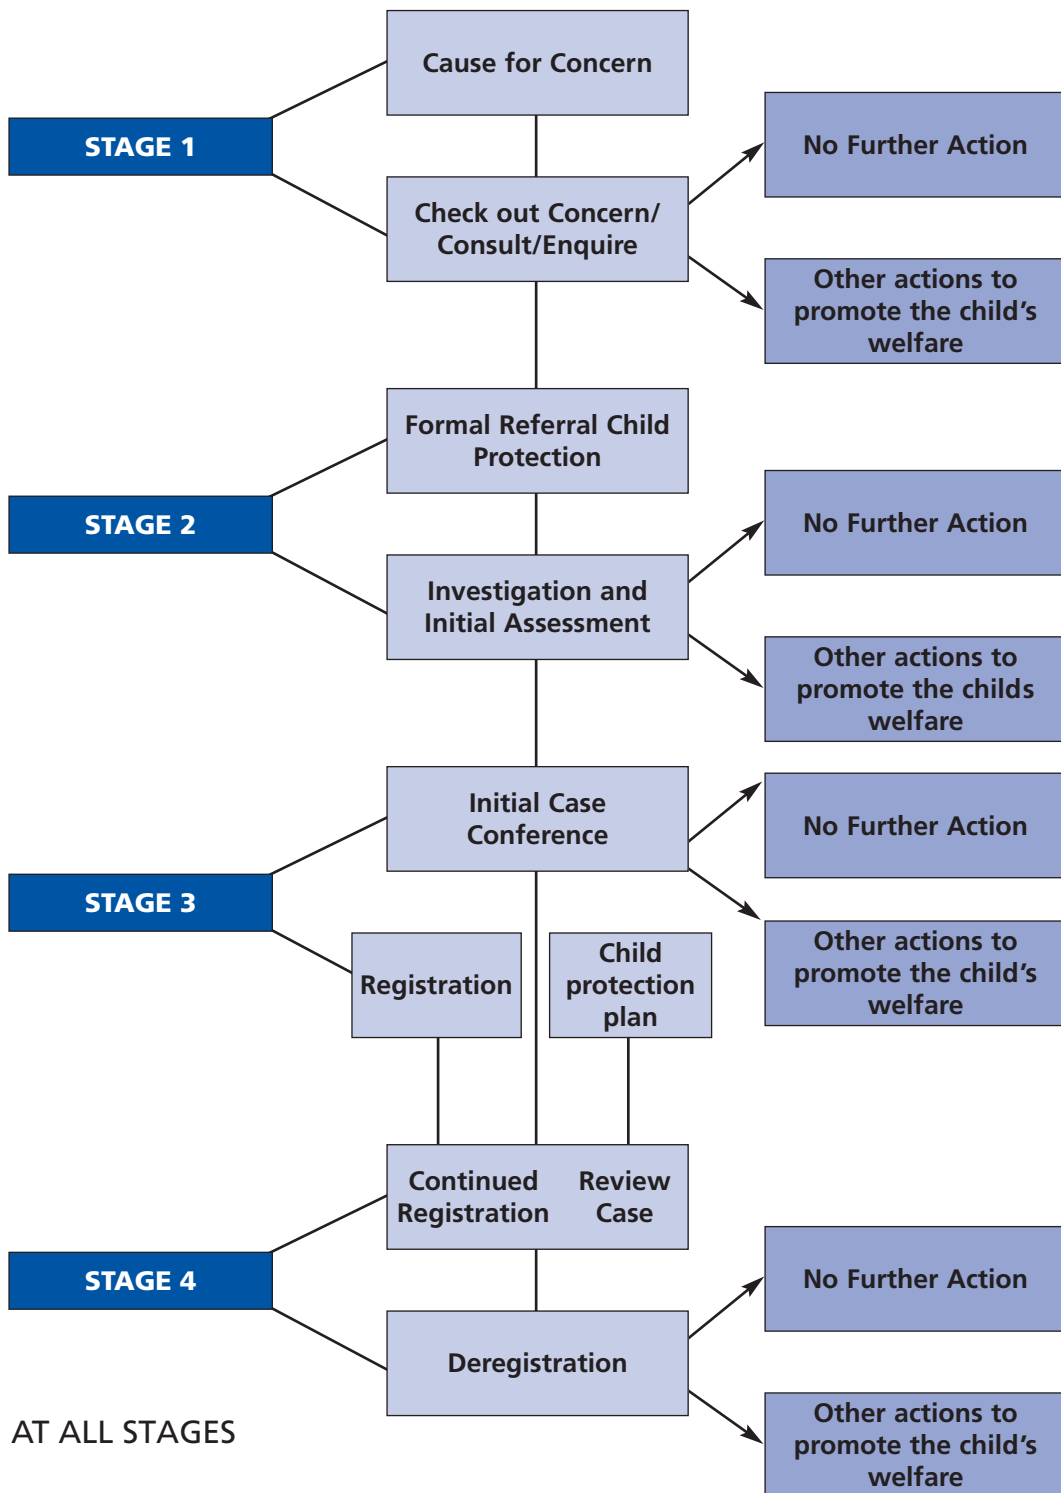 Cause for Concern
STAGE 1
No Further Action
Check out Concern/
Consult/Enquire
Other actions to
promote the child’s
welfare
Formal Referral Child
Protection
STAGE 2
No Further Action
Investigation and
Initial Assessment
Other actions to
promote the childs
welfare
Initial Case
Conference
No Further Action
STAGE 3
Registration
Child
protection
plan
Other actions to
promote the child’s
welfare
Continued
Registration
Review
Case
STAGE 4
No Further Action
Deregistration
Other actions to
promote the child’s
welfare
AT ALL STAGES